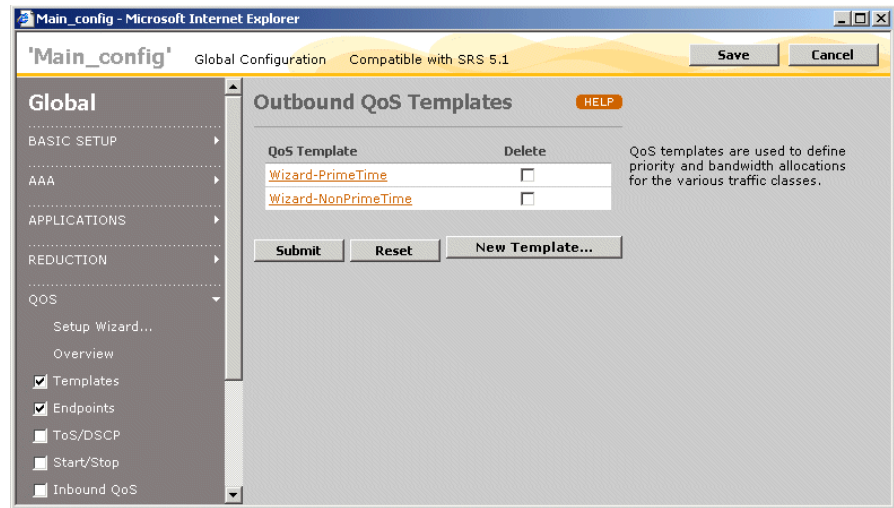 Main_config - Microsoft Internet Explorer
'Main_config' Global Configuration Compatible with SRS 5.1 Save Cancel
Global
BASIC SETUP
AAA
APPLICATIONS
REDUCTION
QOS
Setup Wizard...
Overview
Templates
Endpoints
ToS/DSCP
Start/Stop
Inbound QoS
Outbound QoS Templates HELP
QoS Template Delete
Wizard-PrimeTime
Wizard-NonPrimeTime
Submit Reset New Template...
QoS templates are used to define
priority and bandwidth allocations
for the various traffic classes.